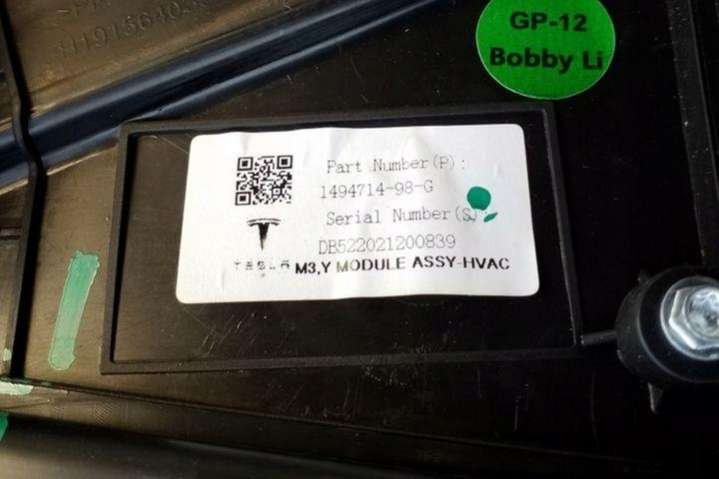 GP-12
Bobby Li
Part Number(P):
1494714-98-G
Serial Number(S)
DB522021200839
TESLA M3,Y MODULE ASSY-HVAC